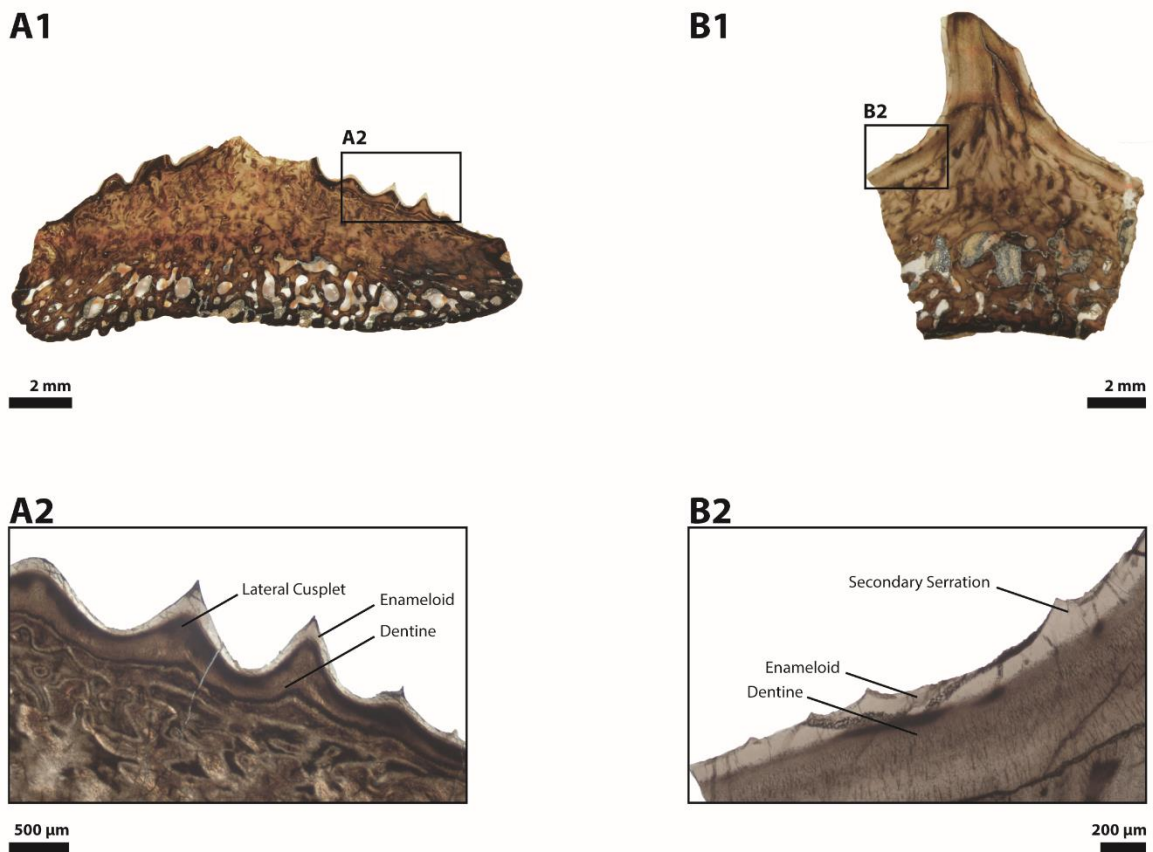 A1
B1
A2
B2
2 mm
2 mm
A2
B2
Lateral Cusplet
Enameloid
Dentine
Secondary Serration
Enameloid
Dentine
500 µm
200 µm